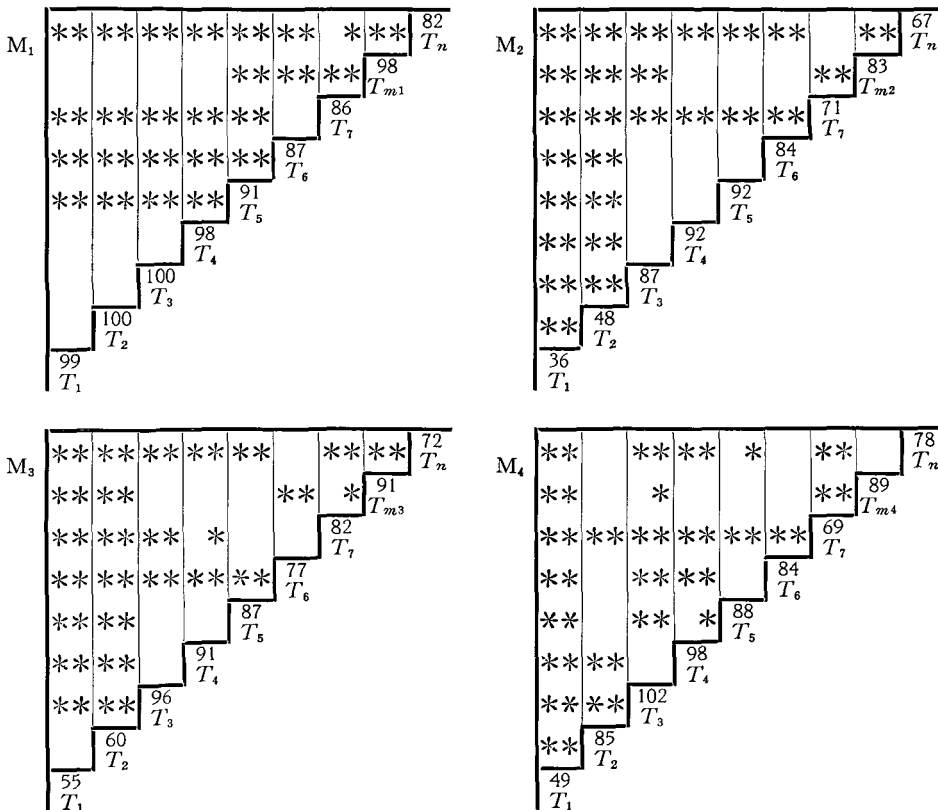 M₁ ** ** ** ** ** ** * ** 82
Tₙ
** ** ** 98
Tₘ₁
** ** ** ** ** 86
T₇
** ** ** ** ** 87
T₆
** ** ** ** 91
T₅
98
T₄
100
T₃
100
T₂
99
T₁
M₂ ** ** ** ** ** ** ** 67
Tₙ
** ** ** ** 83
Tₘ₂
** ** ** ** ** ** 71
T₇
** ** 84
T₆
** ** 92
T₅
** ** 92
T₄
** ** 87
T₃
** 48
T₂
36
T₁
M₃ ** ** ** ** ** ** ** 72
Tₙ
** ** ** * 91
Tₘ₃
** ** ** * 82
T₇
** ** ** ** ** 77
T₆
** ** 87
T₅
** ** 91
T₄
** ** 96
T₃
60
T₂
55
T₁
M₄ ** ** ** * ** 78
Tₙ
** * ** 89
Tₘ₄
** ** ** ** ** ** 69
T₇
** ** ** 84
T₆
** ** * 88
T₅
** ** 98
T₄
** ** 102
T₃
** 85
T₂
49
T₁